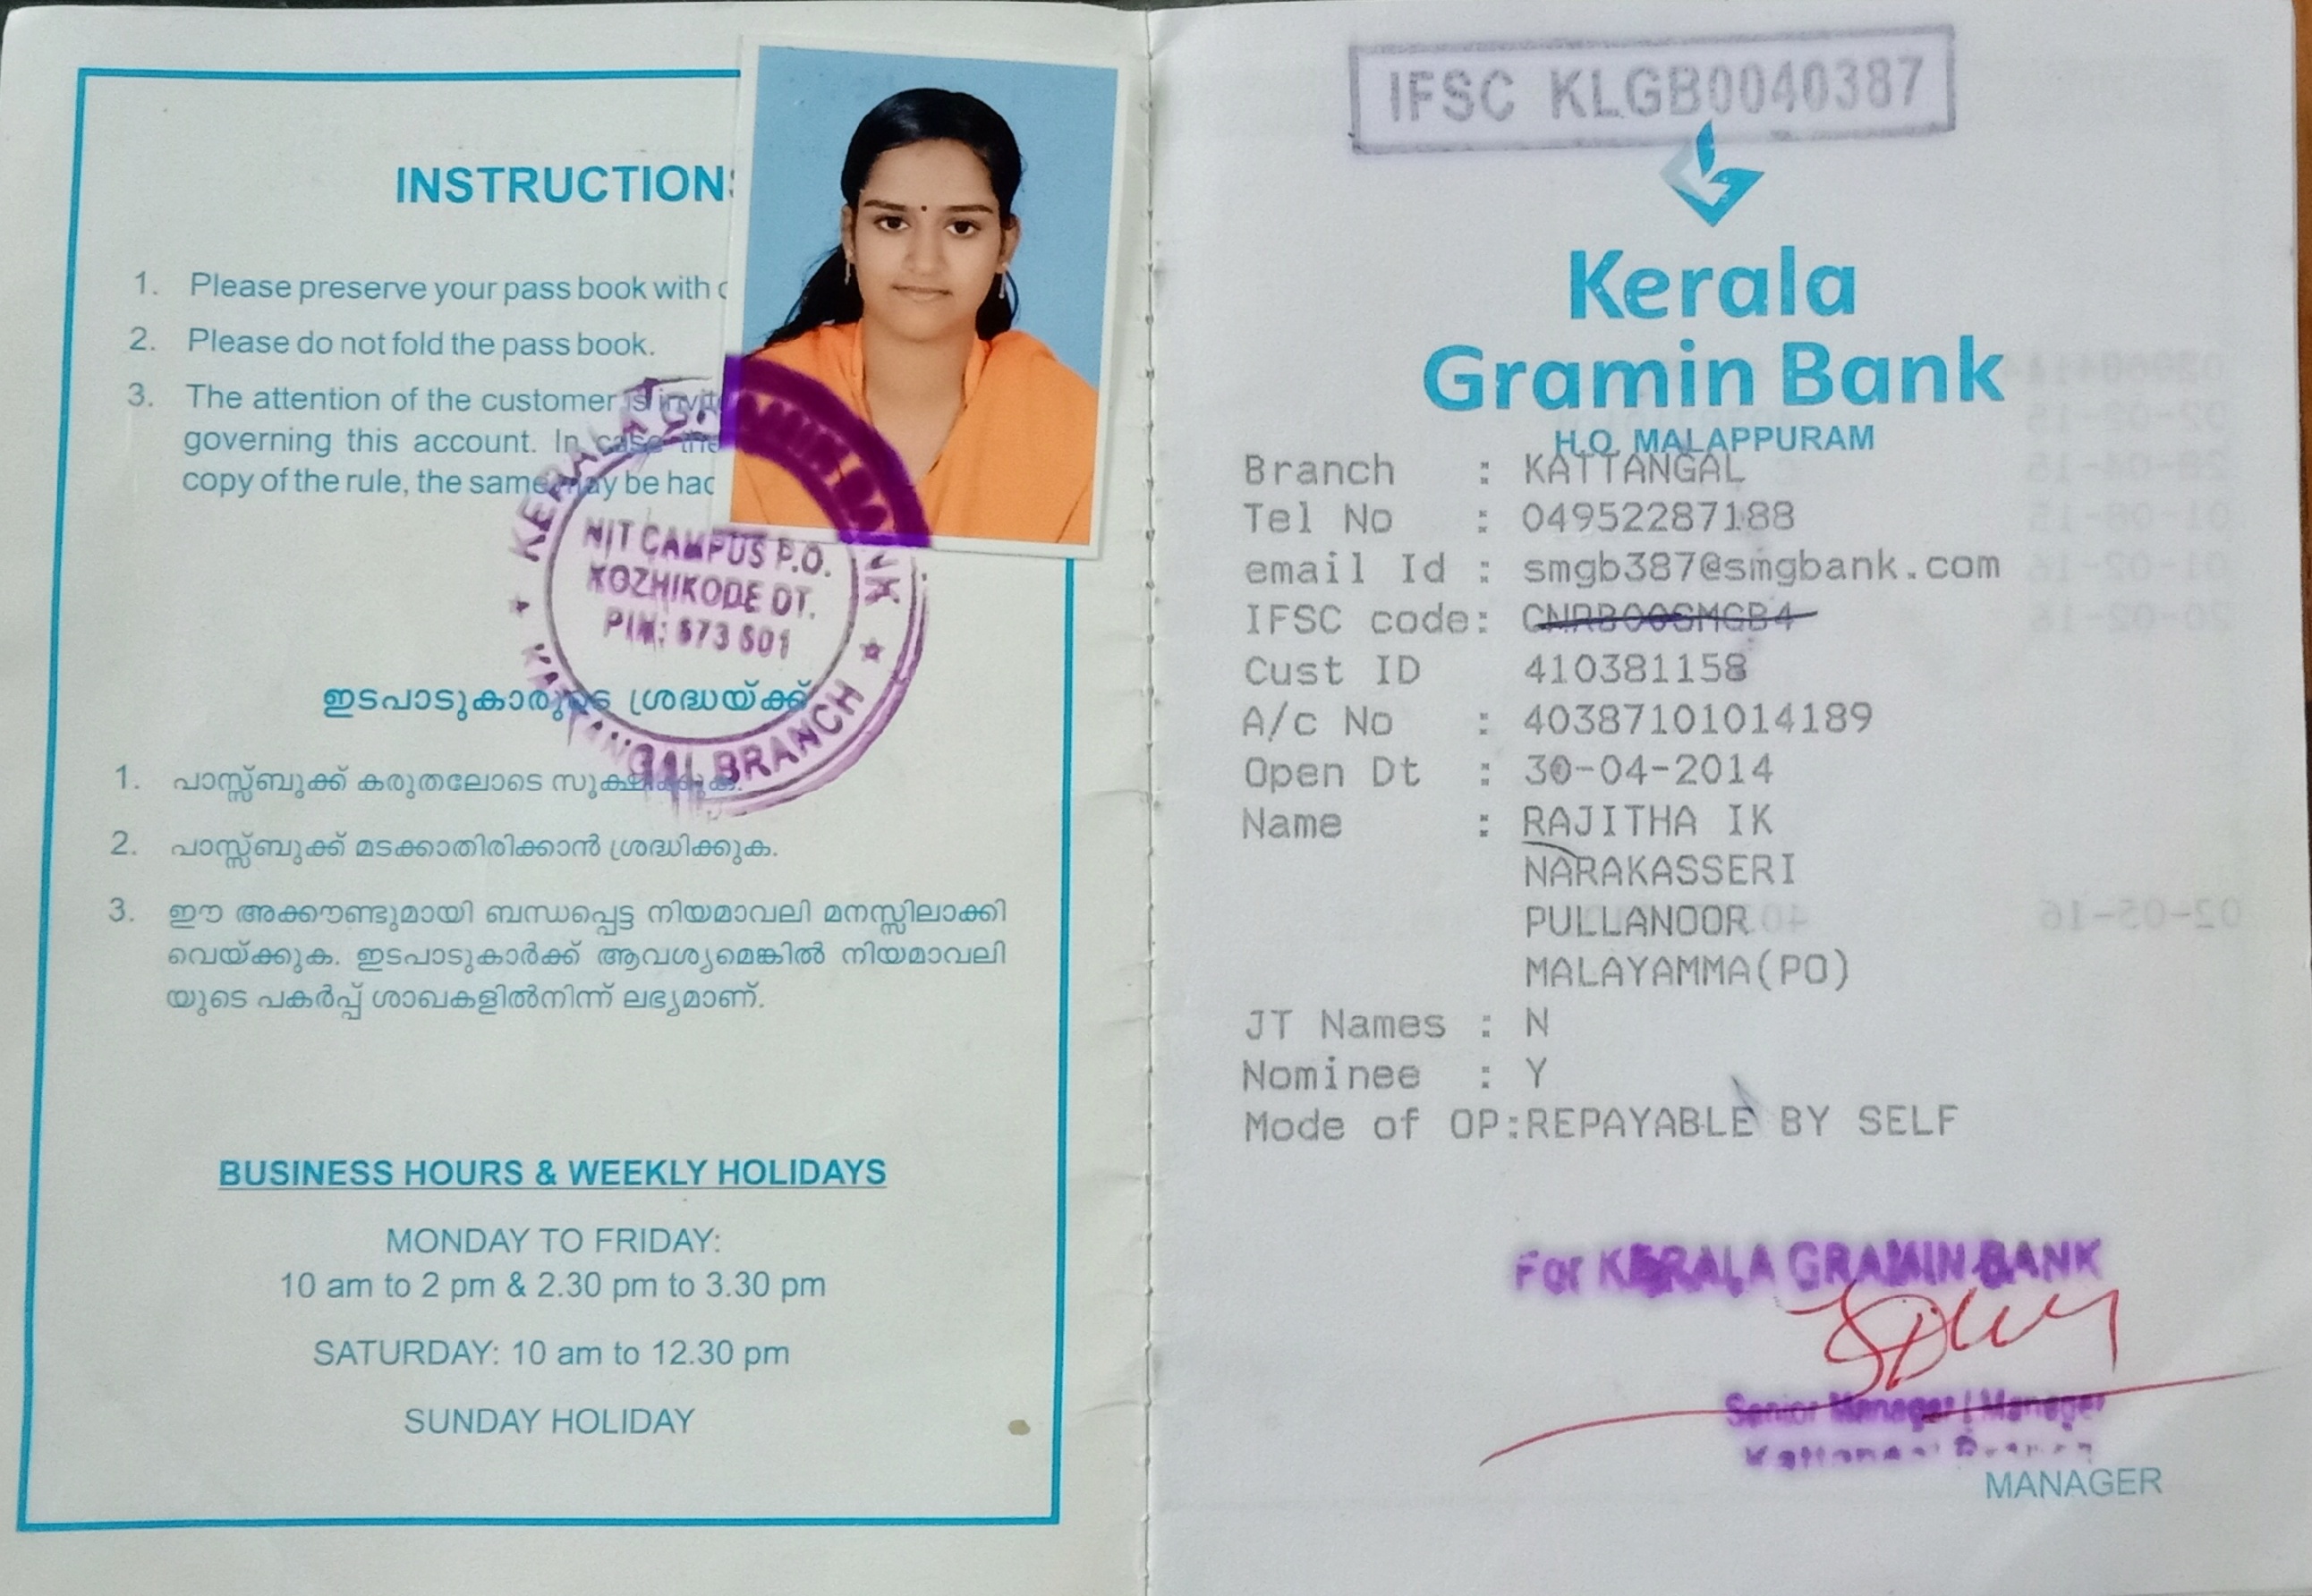 INSTRUCTION
1. Please preserve your pass book with
2. Please do not fold the pass book.
3. The attention of the customer is
governing this account. In case the
copy of the rule, the same may be had
KERALA GRAMIN BANK
NIT CAMPUS P.O.
KOZHIKODE DT.
PIN: 673 601
KATTANGAL BRANCH
ഇടപാടുകാരുടെ ശ്രദ്ധയ്ക്ക്
1. പാസ്സ്ബുക്ക് കരുതലോടെ സൂക്ഷിക്കുക.
2. പാസ്സ്ബുക്ക് മടക്കാതിരിക്കാൻ ശ്രദ്ധിക്കുക.
3. ഈ അക്കൗണ്ടുമായി ബന്ധപ്പെട്ട നിയമാവലി മനസ്സിലാക്കി
വെയ്ക്കുക. ഇടപാടുകാർക്ക് ആവശ്യമെങ്കിൽ നിയമാവലി
യുടെ പകർപ്പ് ശാഖകളിൽനിന്ന് ലഭ്യമാണ്.
BUSINESS HOURS & WEEKLY HOLIDAYS
MONDAY TO FRIDAY:
10 am to 2 pm & 2.30 pm to 3.30 pm
SATURDAY: 10 am to 12.30 pm
SUNDAY HOLIDAY
IFSC KLGB0040387
Kerala
Gramin Bank
H.O. MALAPPURAM
Branch : KATTANGAL
Tel No : 04952287188
email Id : smgb387@smgbank.com
IFSC code: CNRB00SMGB4
Cust ID 410381158
A/c No : 40387101014189
Open Dt : 30-04-2014
Name : RAJITHA IK
NARAKASSERI
PULLANOOR
MALAYAMMA(PO)
JT Names : N
Nominee : Y
Mode of OP:REPAYABLE BY SELF
For KERALA GRAMIN BANK
Senior Manager | Manager
Kattangal Branch
MANAGER